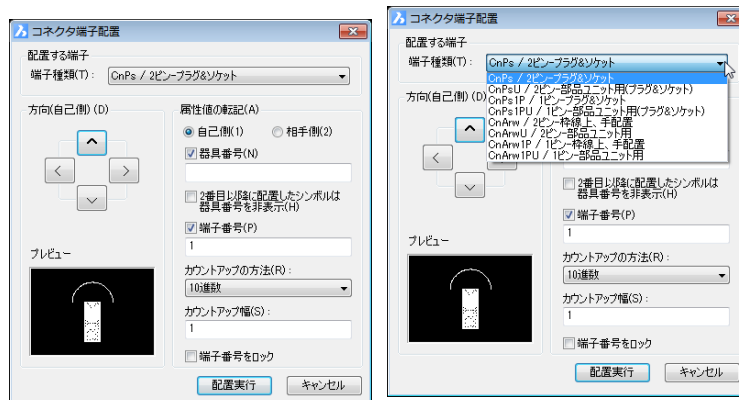 コネクタ端子配置
配置する端子
端子種類(T)：
CnPs / 2ピン-プラグ&ソケット
方向(自己側)(D)
属性値の転記(A)
自己側(1)
相手側(2)
器具番号(N)
2番目以降に配置したシンボルは
器具番号を非表示(H)
端子番号(P)
1
プレビュー
カウントアップの方法(R)：
10進数
カウントアップ幅(S)：
1
端子番号をロック
配置実行
キャンセル
コネクタ端子配置
配置する端子
端子種類(T)：
CnPs / 2ピン-プラグ&ソケット
CnPs / 2ピン-プラグ&ソケット
CnPsU / 2ピン-部品ユニット用(プラグ&ソケット)
CnPs1P / 1ピン-プラグ&ソケット
CnPs1PU / 1ピン-部品ユニット用(プラグ&ソケット)
CnArw / 2ピン-枠線上、手配置
CnArwU / 2ピン-部品ユニット用
CnArw1P / 1ピン-枠線上、手配置
CnArw1PU / 1ピン-部品ユニット用
方向(自己側)(D)
2番目以降に配置したシンボルは
器具番号を非表示(H)
端子番号(P)
1
プレビュー
カウントアップの方法(R)：
10進数
カウントアップ幅(S)：
1
端子番号をロック
配置実行
キャンセル